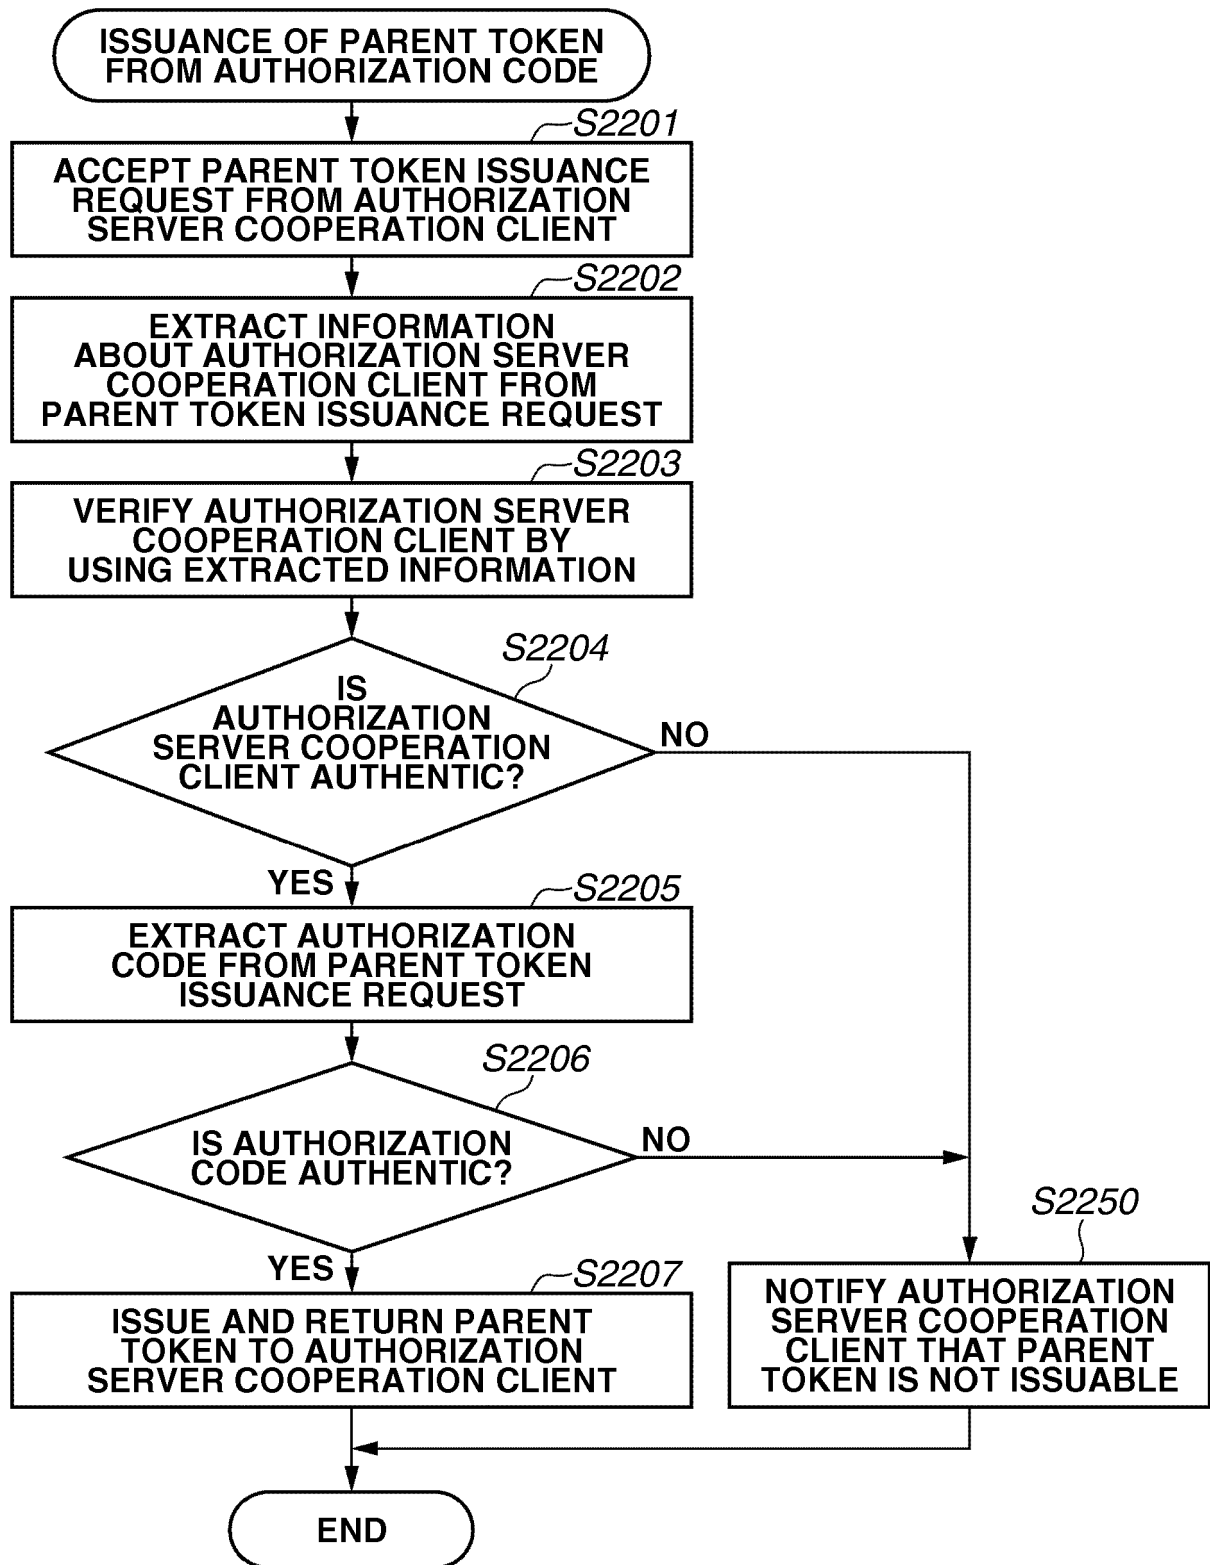 ISSUANCE OF PARENT TOKEN
FROM AUTHORIZATION CODE
S2201
ACCEPT PARENT TOKEN ISSUANCE
REQUEST FROM AUTHORIZATION
SERVER COOPERATION CLIENT
S2202
EXTRACT INFORMATION
ABOUT AUTHORIZATION SERVER
COOPERATION CLIENT FROM
PARENT TOKEN ISSUANCE REQUEST
S2203
VERIFY AUTHORIZATION SERVER
COOPERATION CLIENT BY
USING EXTRACTED INFORMATION
S2204
IS
AUTHORIZATION
SERVER COOPERATION
CLIENT AUTHENTIC?
NO
YES
S2205
EXTRACT AUTHORIZATION
CODE FROM PARENT TOKEN
ISSUANCE REQUEST
S2206
IS AUTHORIZATION
CODE AUTHENTIC?
NO
YES
S2207
ISSUE AND RETURN PARENT
TOKEN TO AUTHORIZATION
SERVER COOPERATION CLIENT
S2250
NOTIFY AUTHORIZATION
SERVER COOPERATION
CLIENT THAT PARENT
TOKEN IS NOT ISSUABLE
END